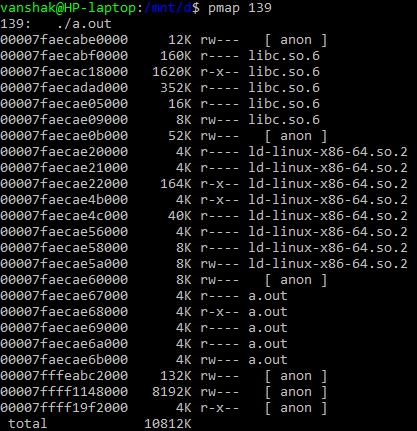 vanshak@HP-laptop:/mnt/d$ pmap 139
139:   ./a.out
00007faecabe0000     12K rw---   [ anon ]
00007faecabf0000    160K r---- libc.so.6
00007faecac18000   1620K r-x-- libc.so.6
00007faecadad000    352K r---- libc.so.6
00007faecae05000     16K r---- libc.so.6
00007faecae09000      8K rw--- libc.so.6
00007faecae0b000     52K rw---   [ anon ]
00007faecae20000      4K r---- ld-linux-x86-64.so.2
00007faecae21000      4K r---- ld-linux-x86-64.so.2
00007faecae22000    164K r-x-- ld-linux-x86-64.so.2
00007faecae4b000      4K r-x-- ld-linux-x86-64.so.2
00007faecae4c000     40K r---- ld-linux-x86-64.so.2
00007faecae56000      4K r---- ld-linux-x86-64.so.2
00007faecae58000      8K r---- ld-linux-x86-64.so.2
00007faecae5a000      8K rw--- ld-linux-x86-64.so.2
00007faecae60000      8K rw---   [ anon ]
00007faecae67000      4K r---- a.out
00007faecae68000      4K r-x-- a.out
00007faecae69000      4K r---- a.out
00007faecae6a000      4K r---- a.out
00007faecae6b000      4K rw--- a.out
00007fffeabc2000    132K rw---   [ anon ]
00007ffff1148000   8192K rw---   [ anon ]
00007ffff19f2000      4K r-x--   [ anon ]
 total            10812K